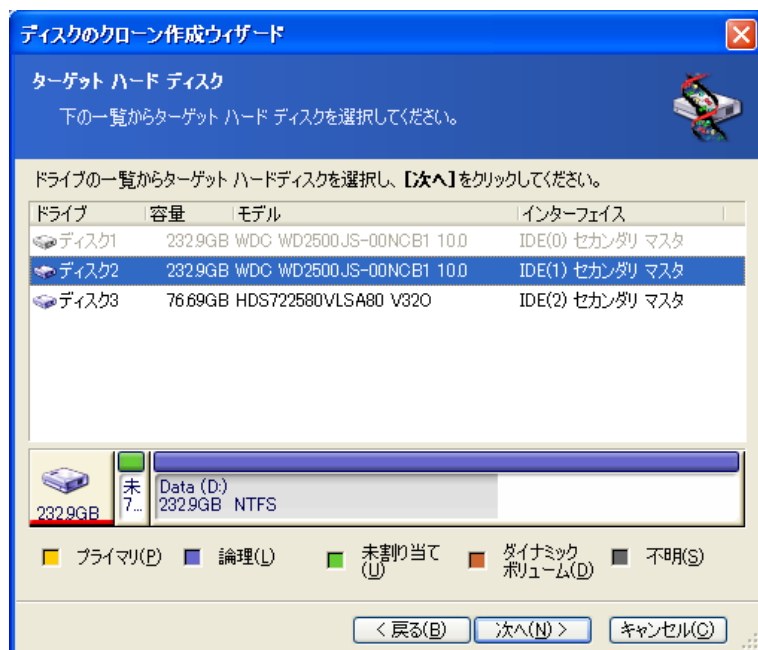 ディスクのクローン作成ウィザード
ターゲット ハード ディスク
下の一覧からターゲット ハード ディスクを選択してください。
ドライブの一覧からターゲット ハードディスクを選択し、[次へ]をクリックしてください。
ドライブ 容量 モデル インターフェイス
ディスク1 232.9GB WDC WD2500JS-00NCB1 10.0 IDE(0) セカンダリ マスタ
ディスク2 232.9GB WDC WD2500JS-00NCB1 10.0 IDE(1) セカンダリ マスタ
ディスク3 76.69GB HDS722580VLSA80 V32O IDE(2) セカンダリ マスタ
232.9GB
未
7...
Data (D:)
232.9GB NTFS
プライマリ(P) 論理(L) 未割り当て(U) ダイナミック ボリューム(D) 不明(S)
< 戻る(B) 次へ(N) > キャンセル(C)